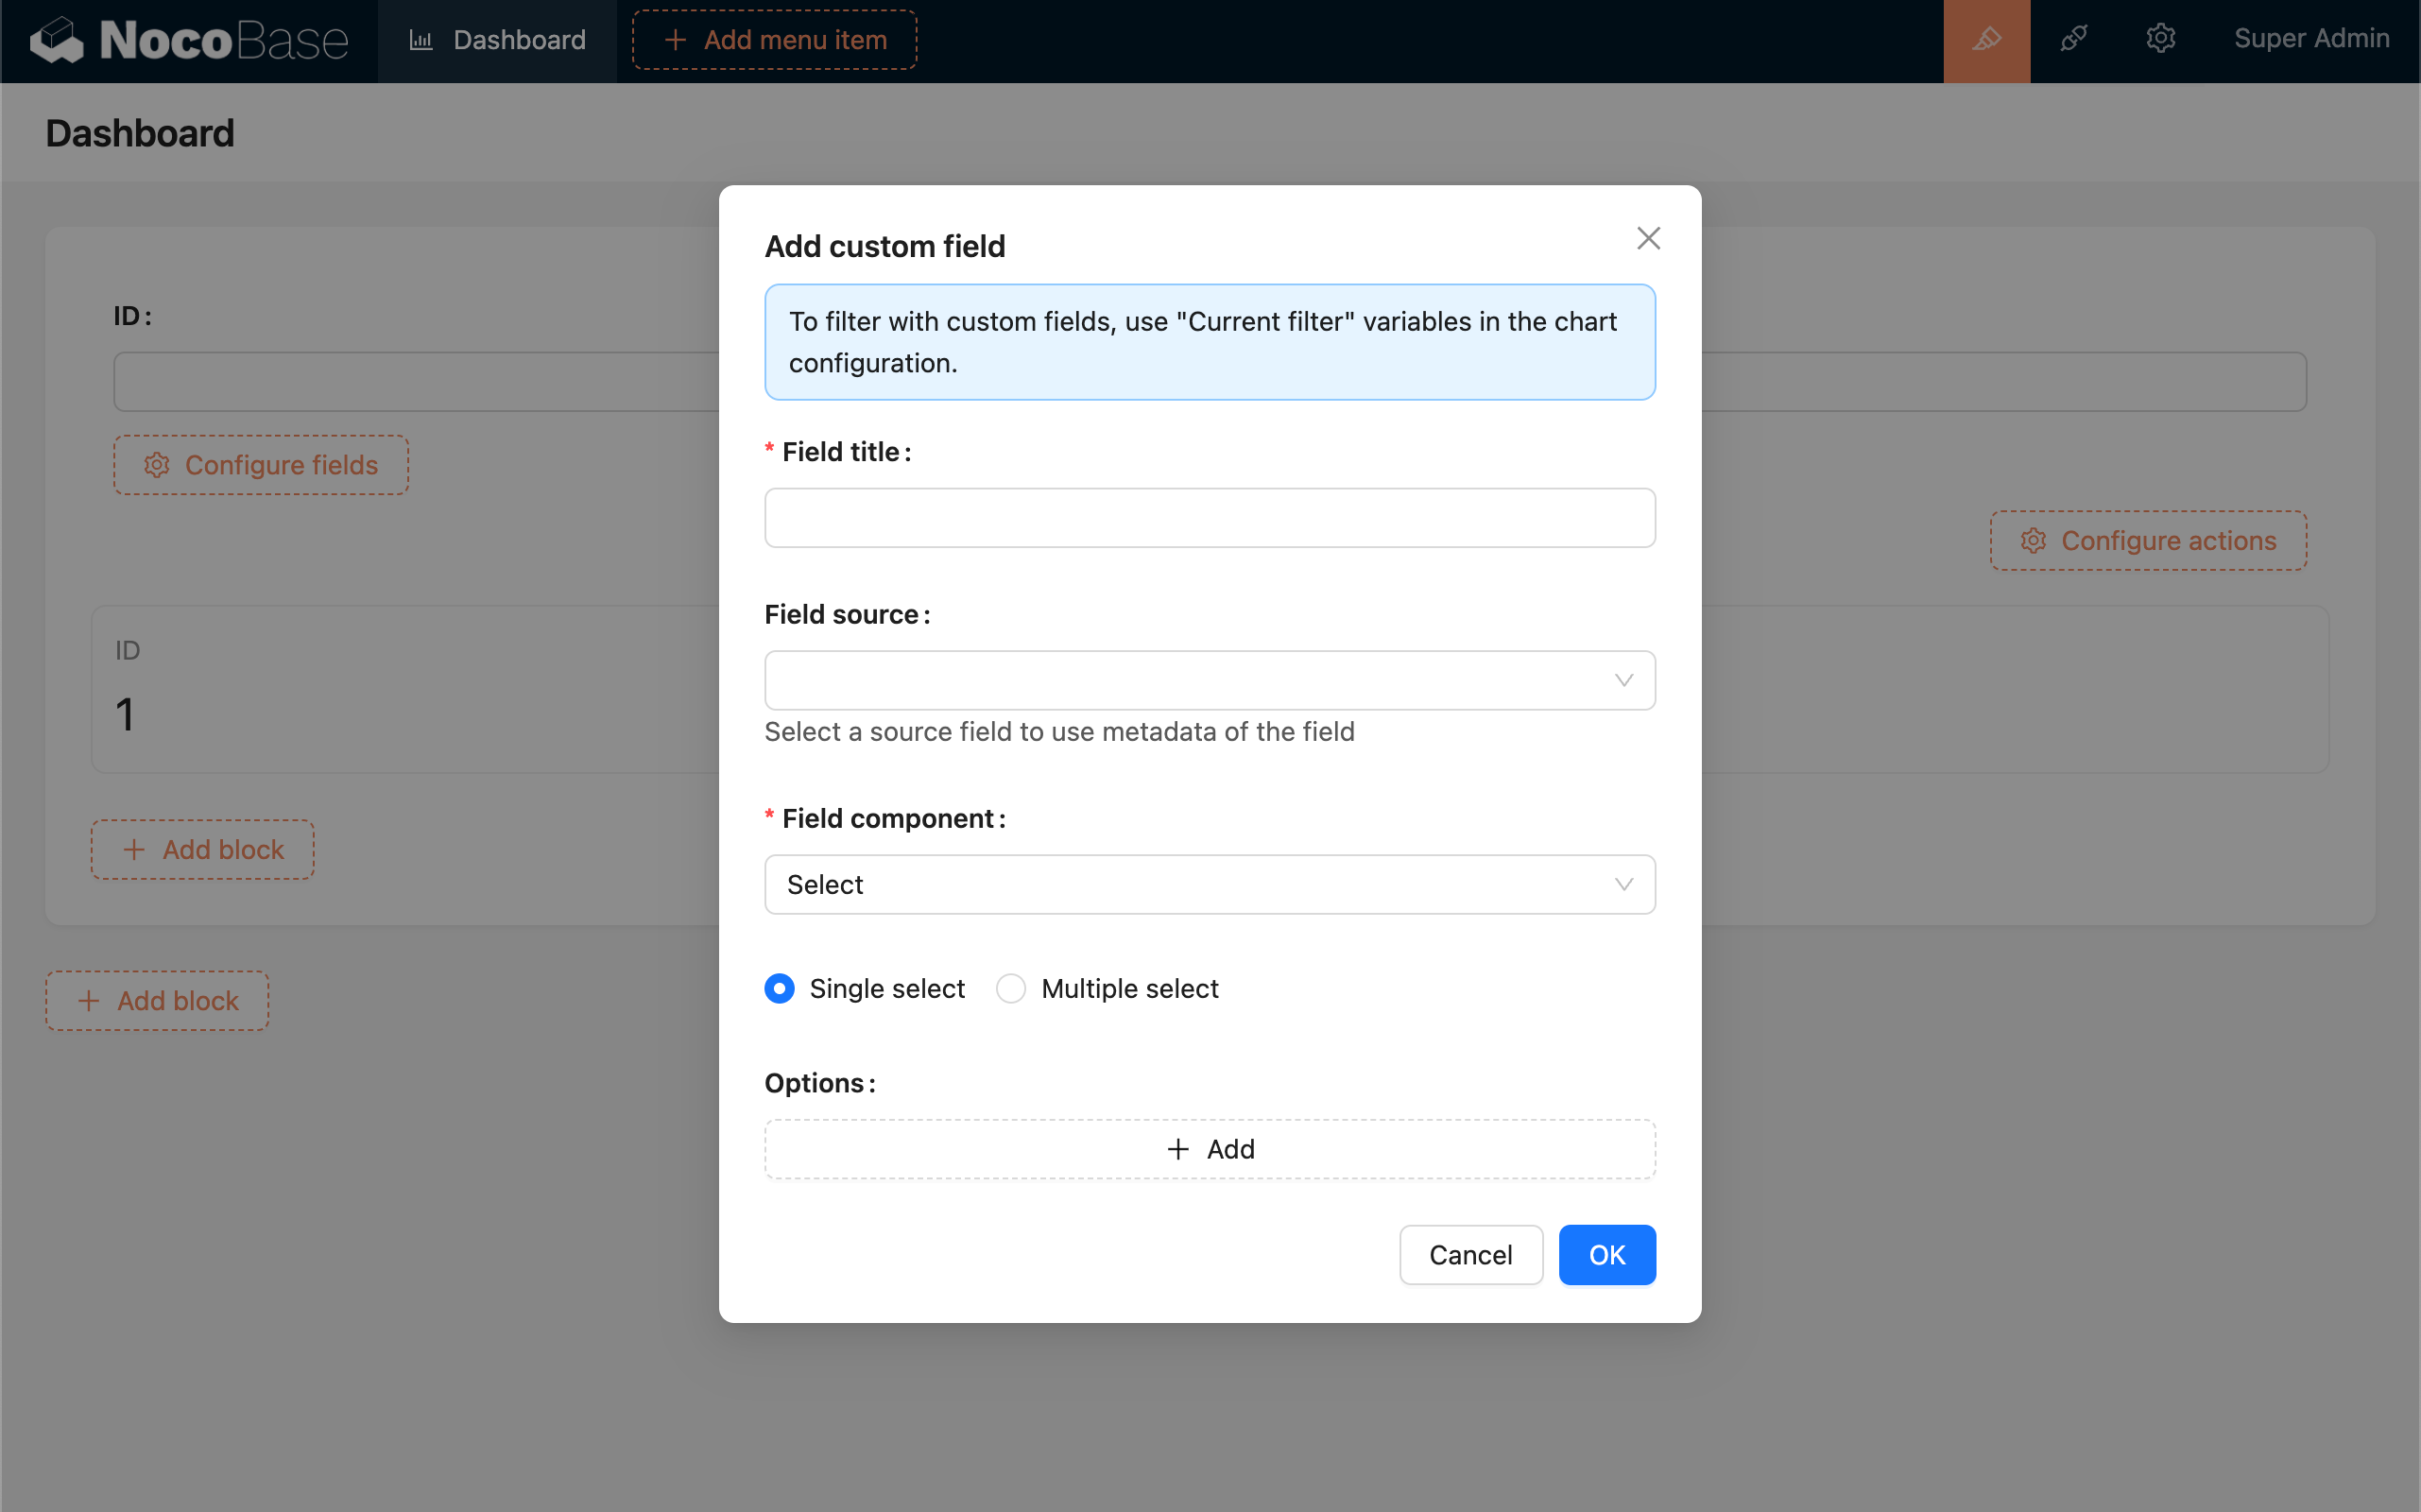 NocoBase
Dashboard
Add menu item
Super Admin
Dashboard
Add custom field
To filter with custom fields, use "Current filter" variables in the chart
configuration.
ID:
Configure fields
* Field title:
Configure actions
Field source:
Select a source field to use metadata of the field
ID
1
* Field component:
Select
Add block
Single select
Multiple select
Add block
Options:
Add
Cancel
OK